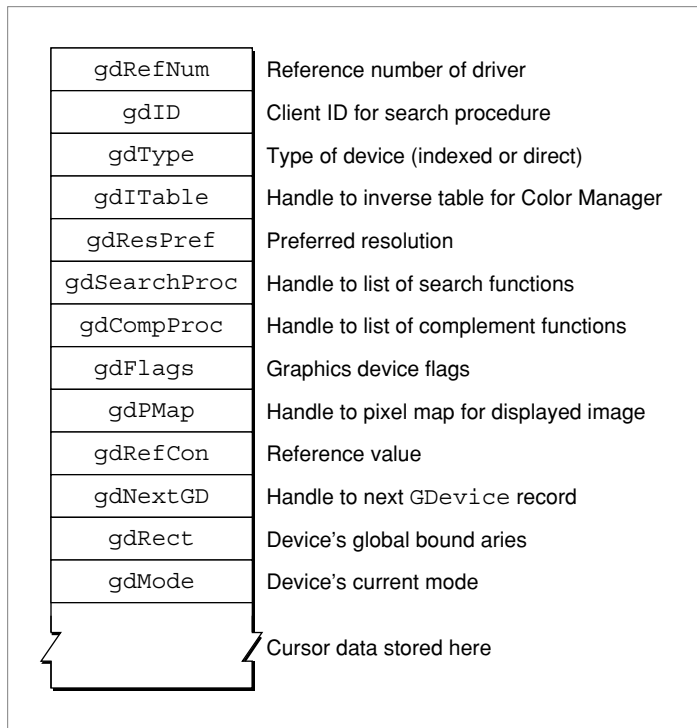 gdRefNum Reference number of driver
gdID Client ID for search procedure
gdType Type of device (indexed or direct)
gdITable Handle to inverse table for Color Manager
gdResPref Preferred resolution
gdSearchProc Handle to list of search functions
gdCompProc Handle to list of complement functions
gdFlags Graphics device flags
gdPMap Handle to pixel map for displayed image
gdRefCon Reference value
gdNextGD Handle to next GDevice record
gdRect Device's global bound aries
gdMode Device's current mode
Cursor data stored here